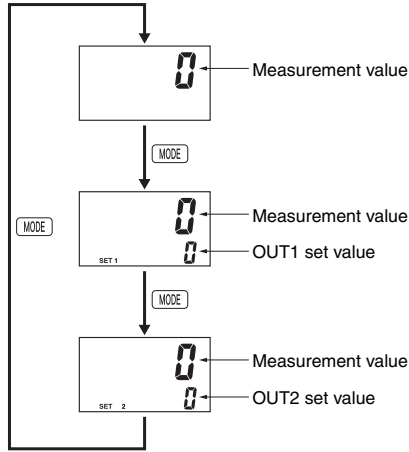 0 Measurement value
MODE
0 Measurement value
MODE
SET 1 0 OUT1 set value
MODE
0 Measurement value
SET 2 0 OUT2 set value